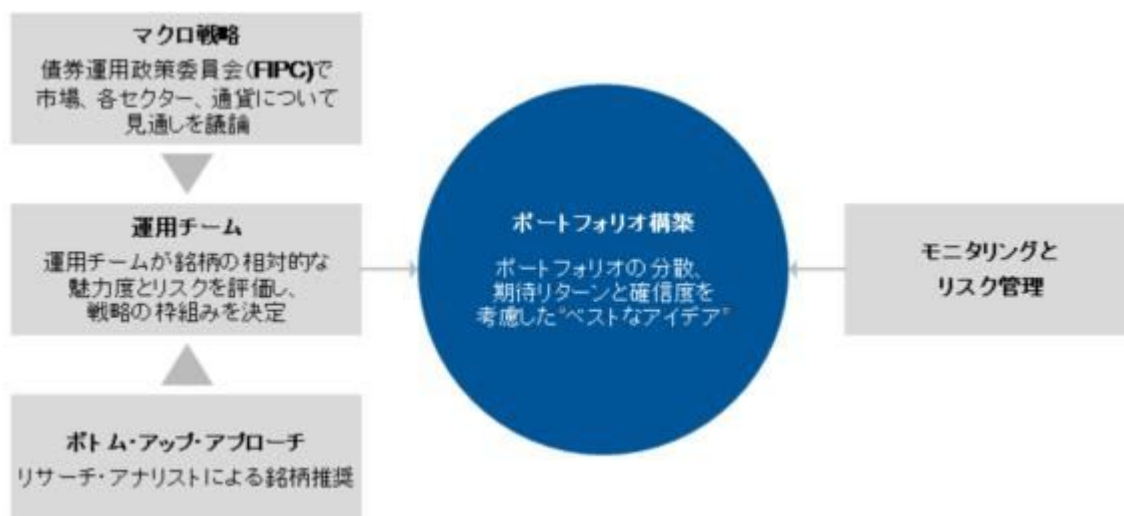 マクロ戦略
債券運用政策委員会(FIPC)で
市場、各セクター、通貨について
見通しを議論
運用チーム
運用チームが銘柄の相対的な
魅力度とリスクを評価し、
戦略の枠組みを決定
ボトム・アップ・アプローチ
リサーチ・アナリストによる銘柄推奨
ポートフォリオ構築
ポートフォリオの分散、
期待リターンと確信度を
考慮した"ベストなアイデア"
モニタリングと
リスク管理